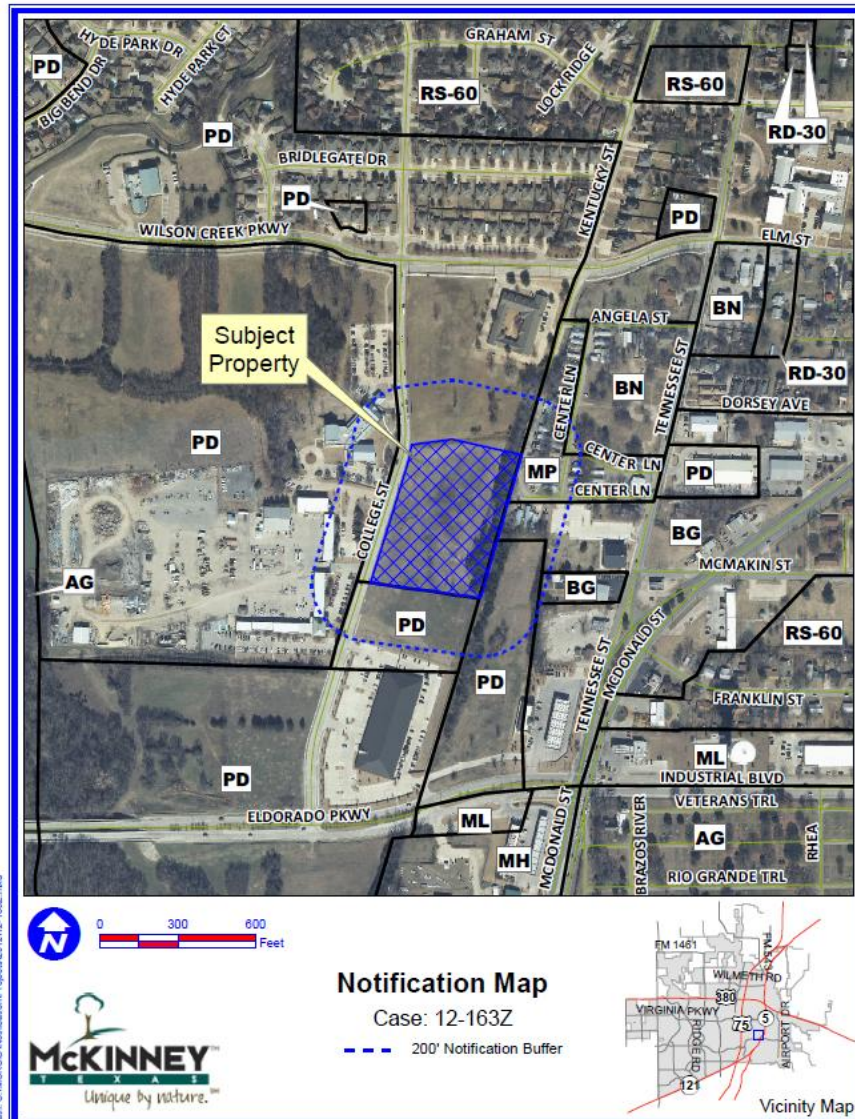 HYDE PARK DR
HYDE PARK CT
BIG BEND DR
PD
GRAHAM ST
LOCK RIDGE
RS-60
RS-60
RD-30
PD
BRIDLEGATE DR
PD
KENTUCKY ST
PD
WILSON CREEK PKWY
ELM ST
BN
ANGELA ST
Subject
Property
CENTER LN
BN
TENNESSEE ST
RD-30
DORSEY AVE
PD
MP
CENTER LN
PD
CENTER LN
COLLEGE ST
BG
MCMAKIN ST
AG
BG
PD
RS-60
TENNESSEE ST
MCDONALD ST
PD
FRANKLIN ST
PD
ML
INDUSTRIAL BLVD
ELDORADO PKWY
VETERANS TRL
ML
MCDONALD ST
BRAZOS RIVER
AG
RHEA
MH
RIO GRANDE TRL
N
0 300 600
Feet
Notification Map
Case: 12-163Z
200' Notification Buffer
MCKINNEY™
TEXAS
Unique by nature.℠
FM 1461
FM 543
WILMETH RD
380
VIRGINIA PKWY
5
75
RIDGE RD
AIRPORT DR
121
Vicinity Map